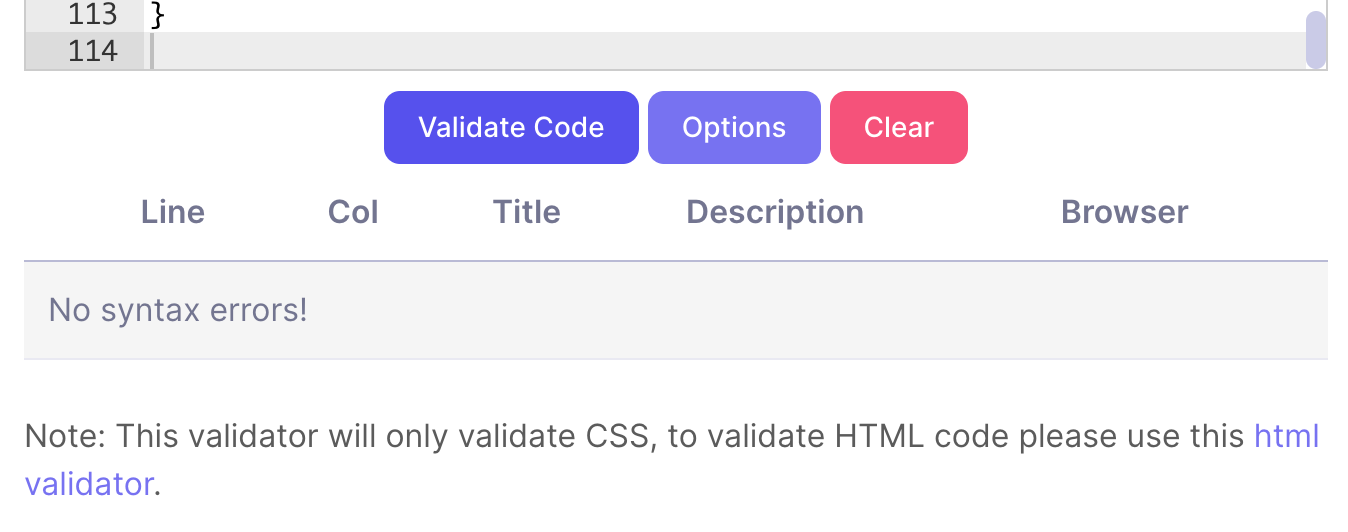 113 }
114
Validate Code Options Clear
Line Col Title Description Browser
No syntax errors!
Note: This validator will only validate CSS, to validate HTML code please use this html
validator.